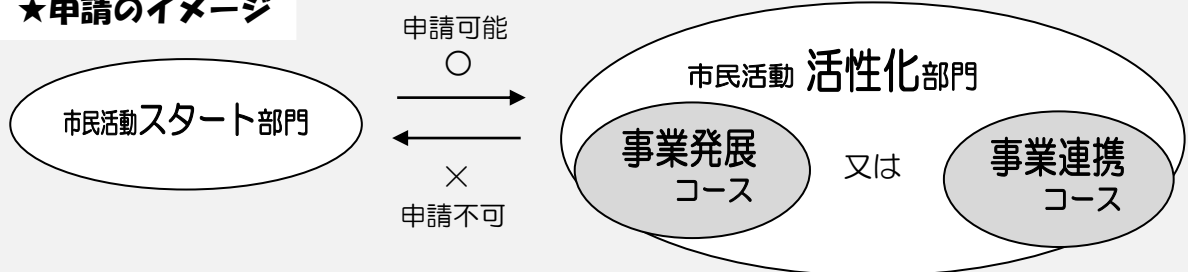 ★申請のイメージ
申請可能
○
市民活動スタート部門
×
申請不可
市民活動 活性化部門
事業発展
コース
又は
事業連携
コース